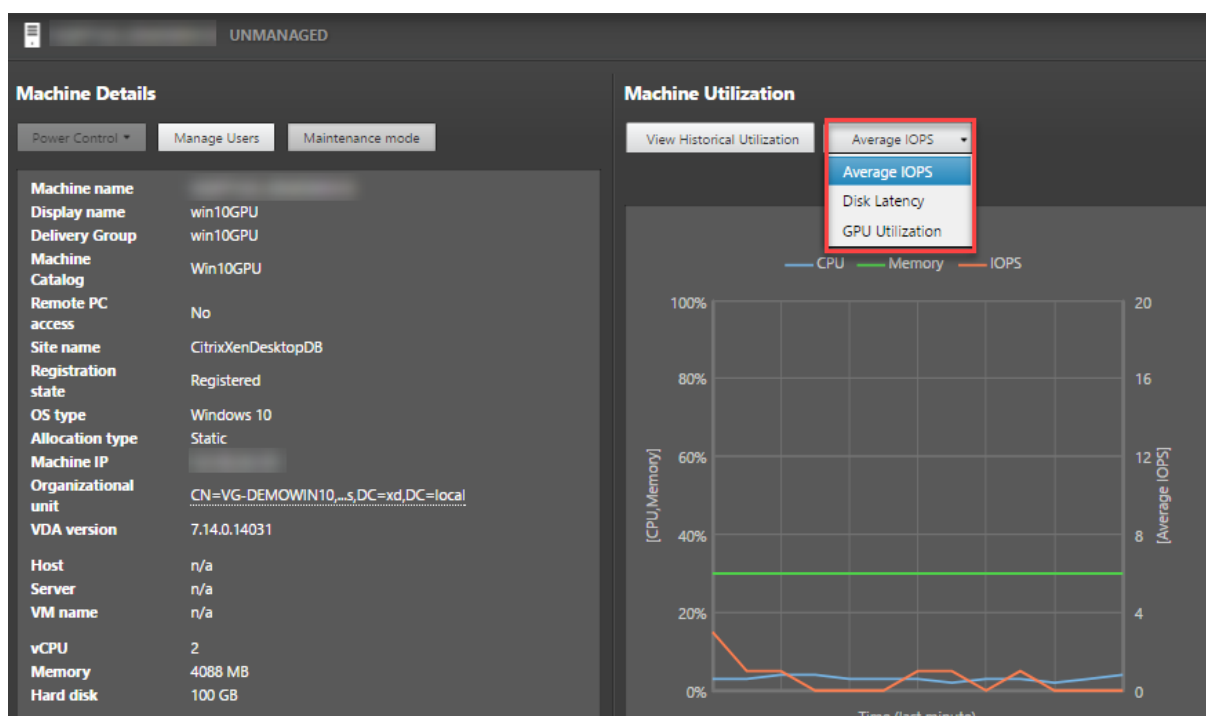 UNMANAGED
Machine Details
Power Control
Manage Users
Maintenance mode
Machine name
Display name win10GPU
Delivery Group win10GPU
Machine
Catalog
Win10GPU
Remote PC
access
No
Site name CitrixXenDesktopDB
Registration
state
Registered
OS type Windows 10
Allocation type Static
Machine IP
Organizational
unit
CN=VG-DEMOWIN10,...s,DC=xd,DC=local
VDA version 7.14.0.14031
Host n/a
Server n/a
VM name n/a
vCPU 2
Memory 4088 MB
Hard disk 100 GB
Machine Utilization
View Historical Utilization
Average IOPS
Average IOPS
Disk Latency
GPU Utilization
CPU Memory IOPS
100% 20
80% 16
60% 12
40% 8
20% 4
0% 0
[CPU,Memory]
[Average IOPS]
Time (last minute)